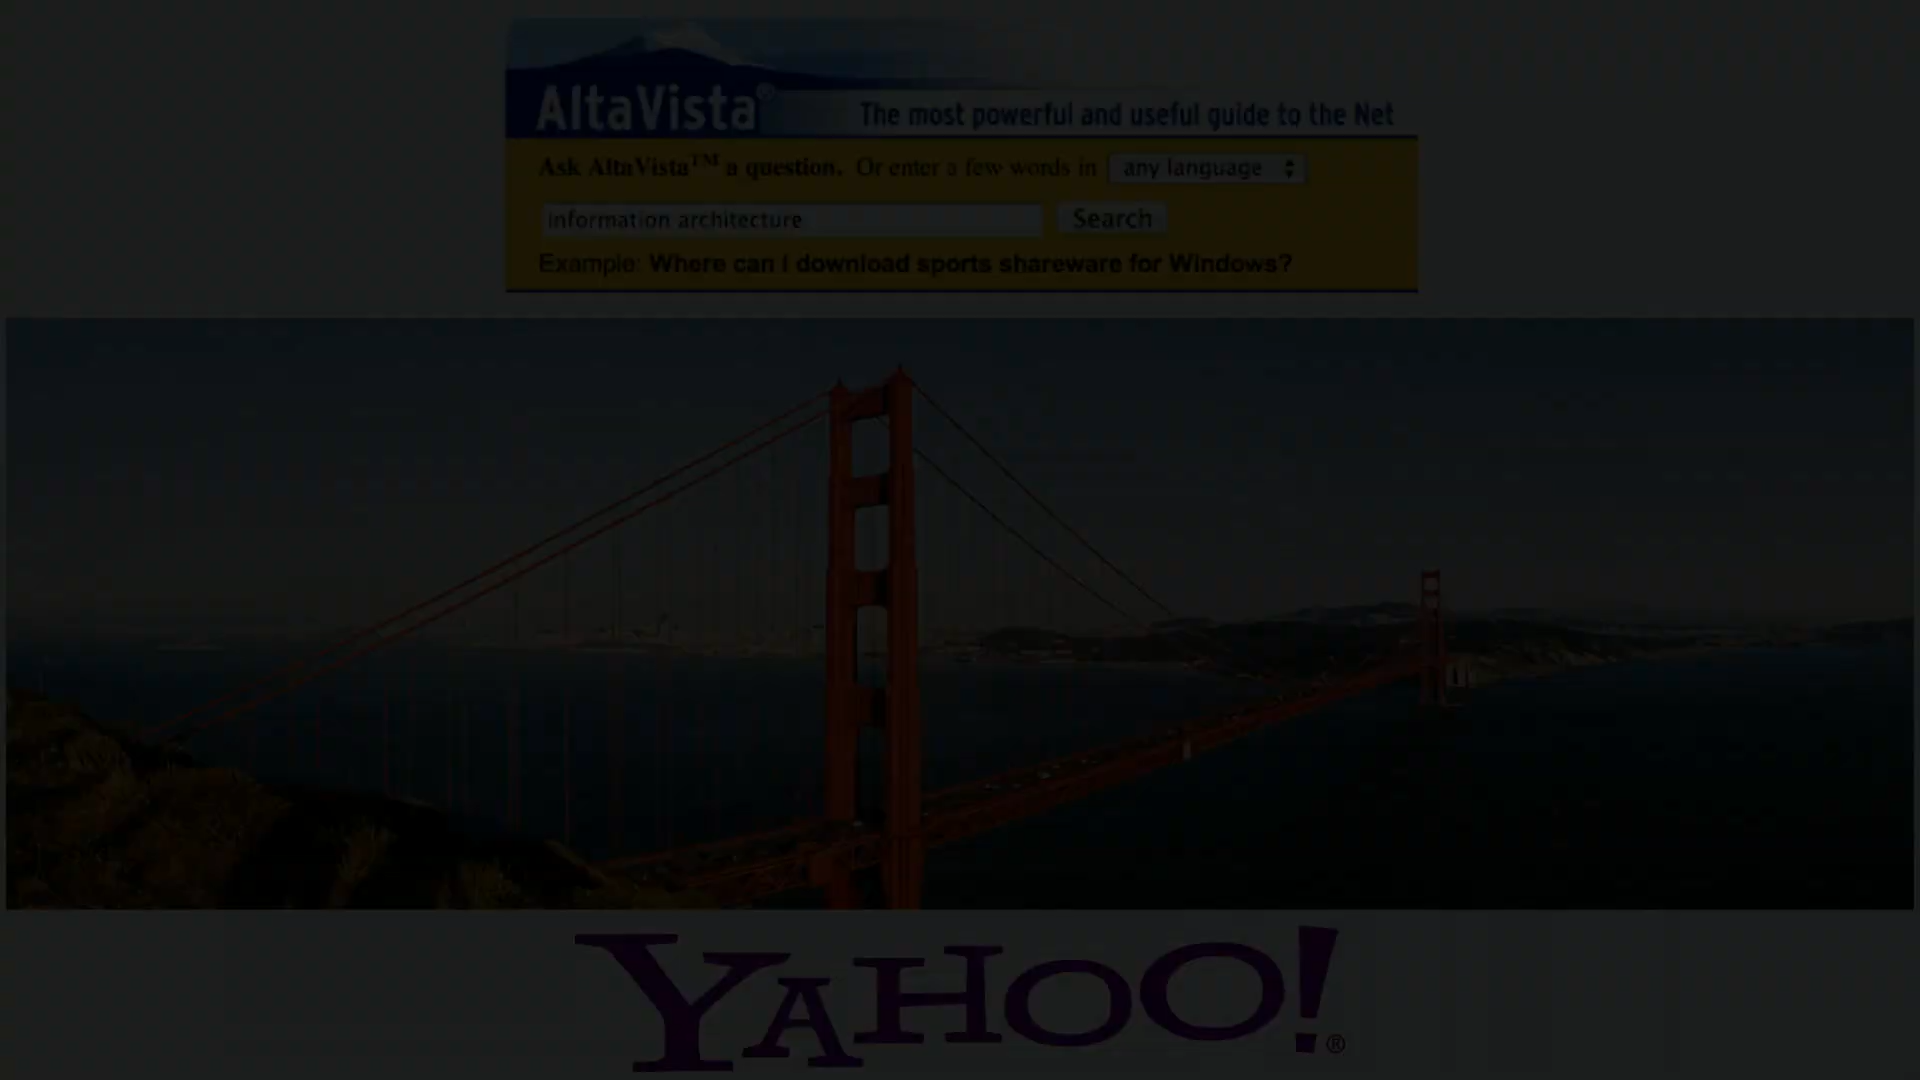 AltaVista®
The most powerful and useful guide to the Net
Ask AltaVista™ a question. Or enter a few words in any language
information architecture Search
Example: Where can I download sports shareware for Windows?
YAHOO!®